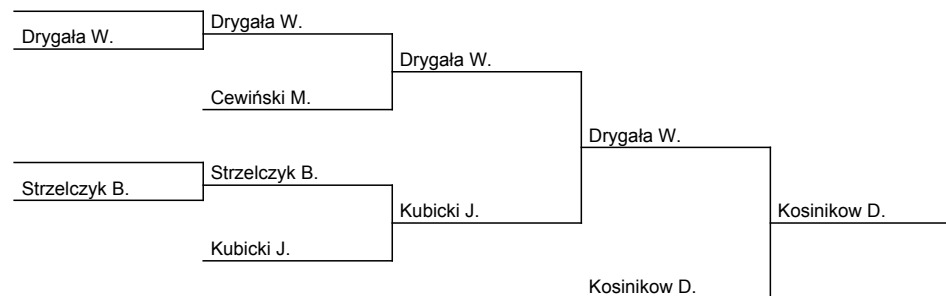 Drygała W.
Drygała W.
Drygała W.
Cewiński M.
Drygała W.
Strzelczyk B.
Strzelczyk B.
Kubicki J.
Kosinikow D.
Kubicki J.
Kosinikow D.